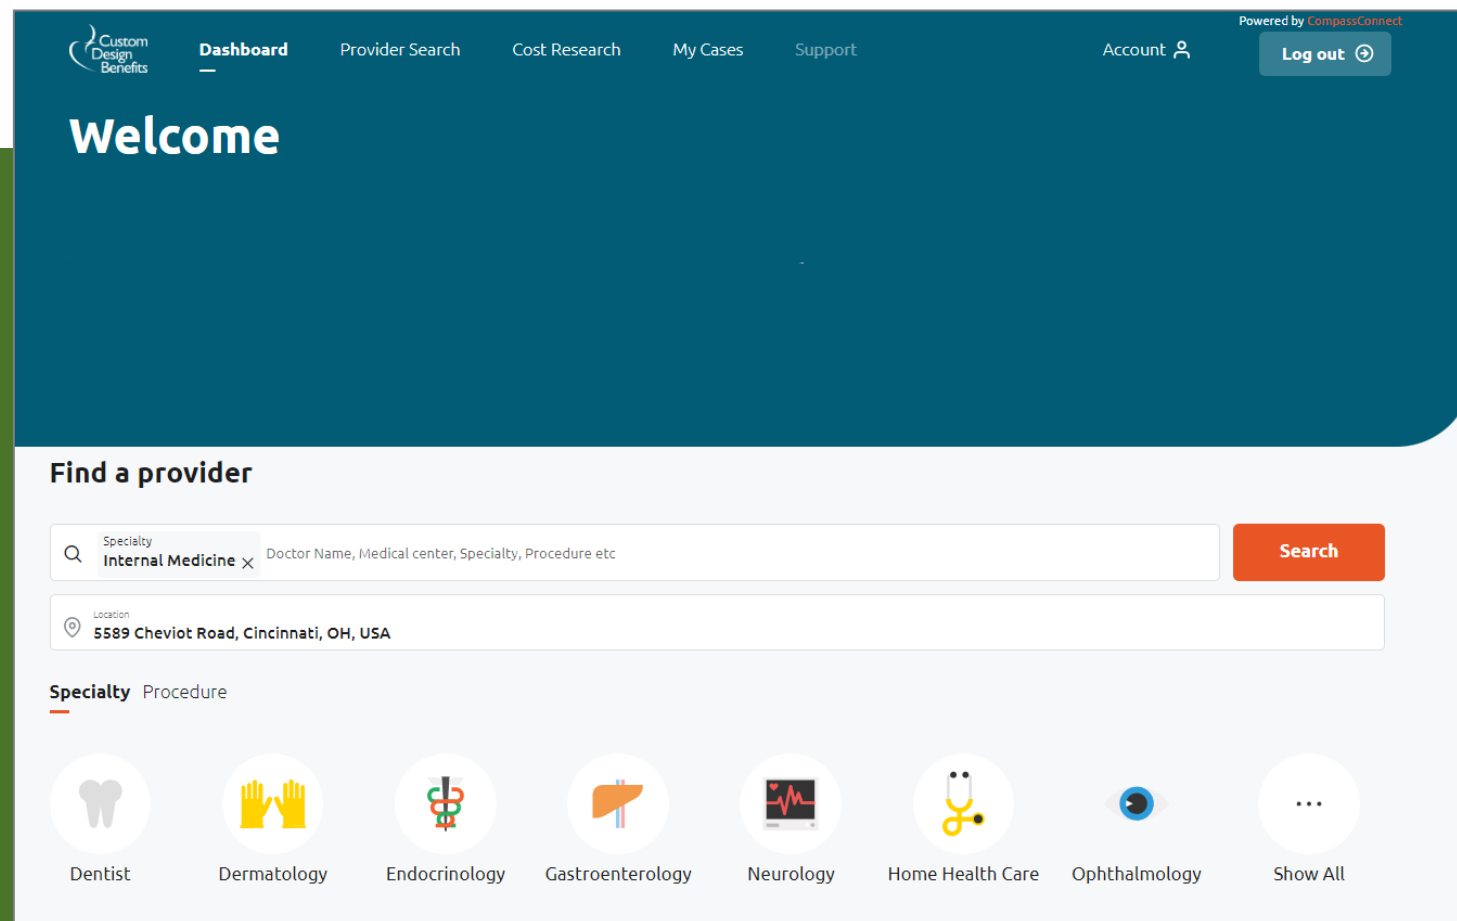 Powered by CompassConnect
Custom
Design
Benefits
Dashboard
Provider Search
Cost Research
My Cases
Support
Account
Log out
Welcome
Find a provider
Specialty
Internal Medicine
Doctor Name, Medical center, Specialty, Procedure etc
Search
Location
5589 Cheviot Road, Cincinnati, OH, USA
Specialty Procedure
Dentist
Dermatology
Endocrinology
Gastroenterology
Neurology
Home Health Care
Ophthalmology
Show All